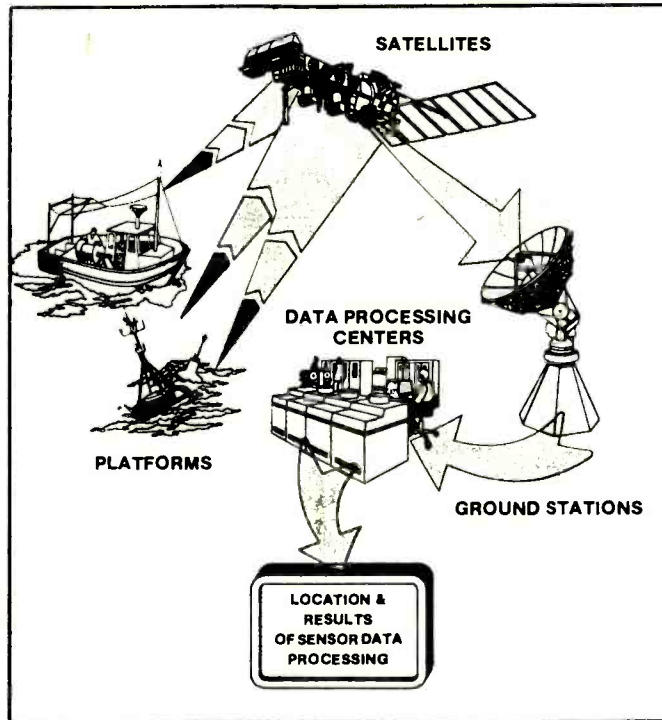 SATELLITES
DATA PROCESSING
CENTERS
PLATFORMS
GROUND STATIONS
LOCATION &
RESULTS
OF SENSOR DATA
PROCESSING